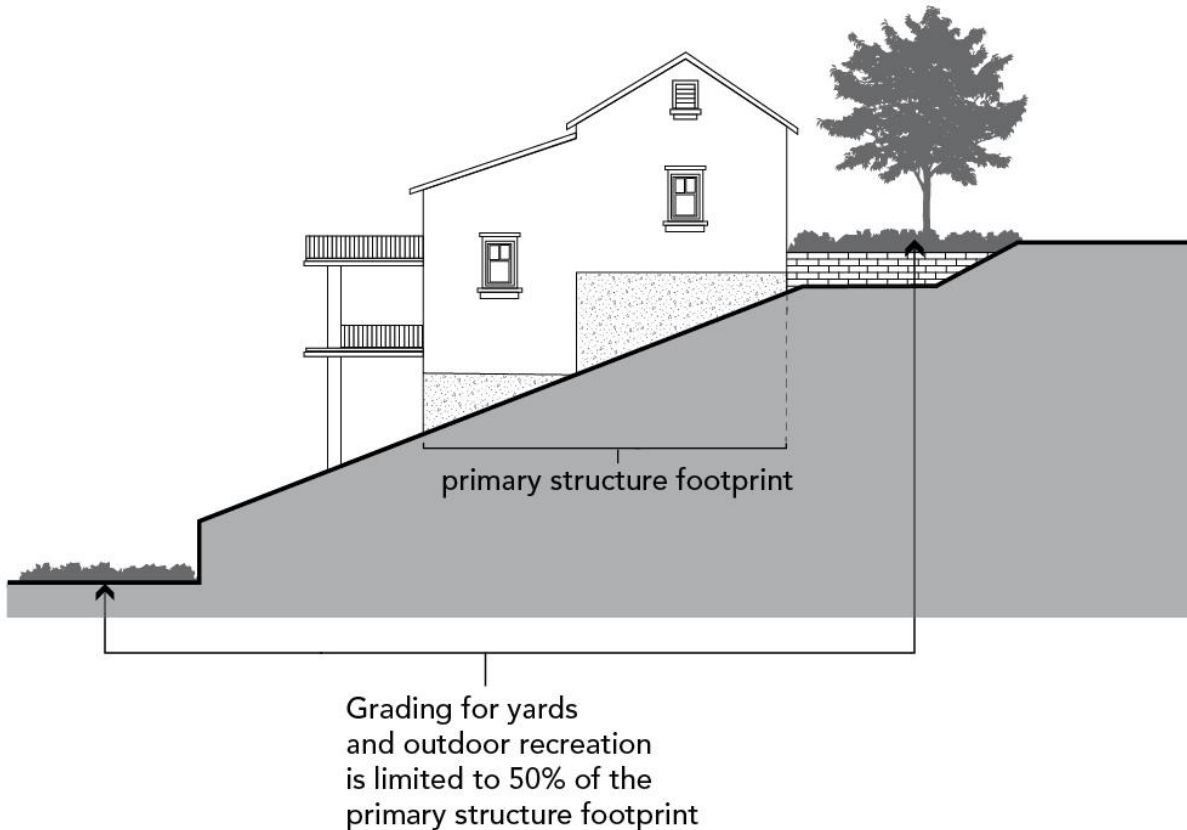 primary structure footprint
Grading for yards
and outdoor recreation
is limited to 50% of the
primary structure footprint